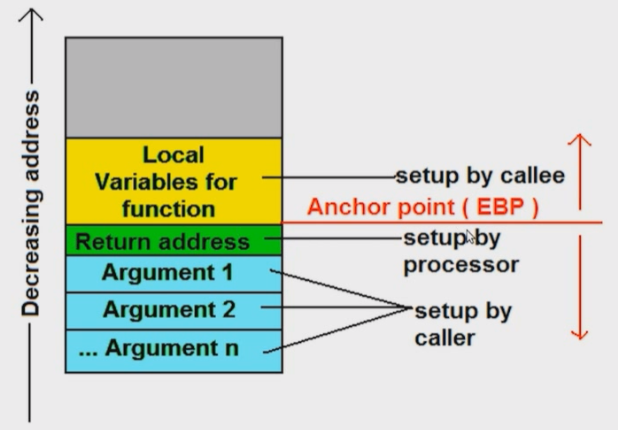 Decreasing address
Local
Variables for
function
setup by callee
Anchor point ( EBP )
Return address
setup by
processor
Argument 1
Argument 2
... Argument n
setup by
caller